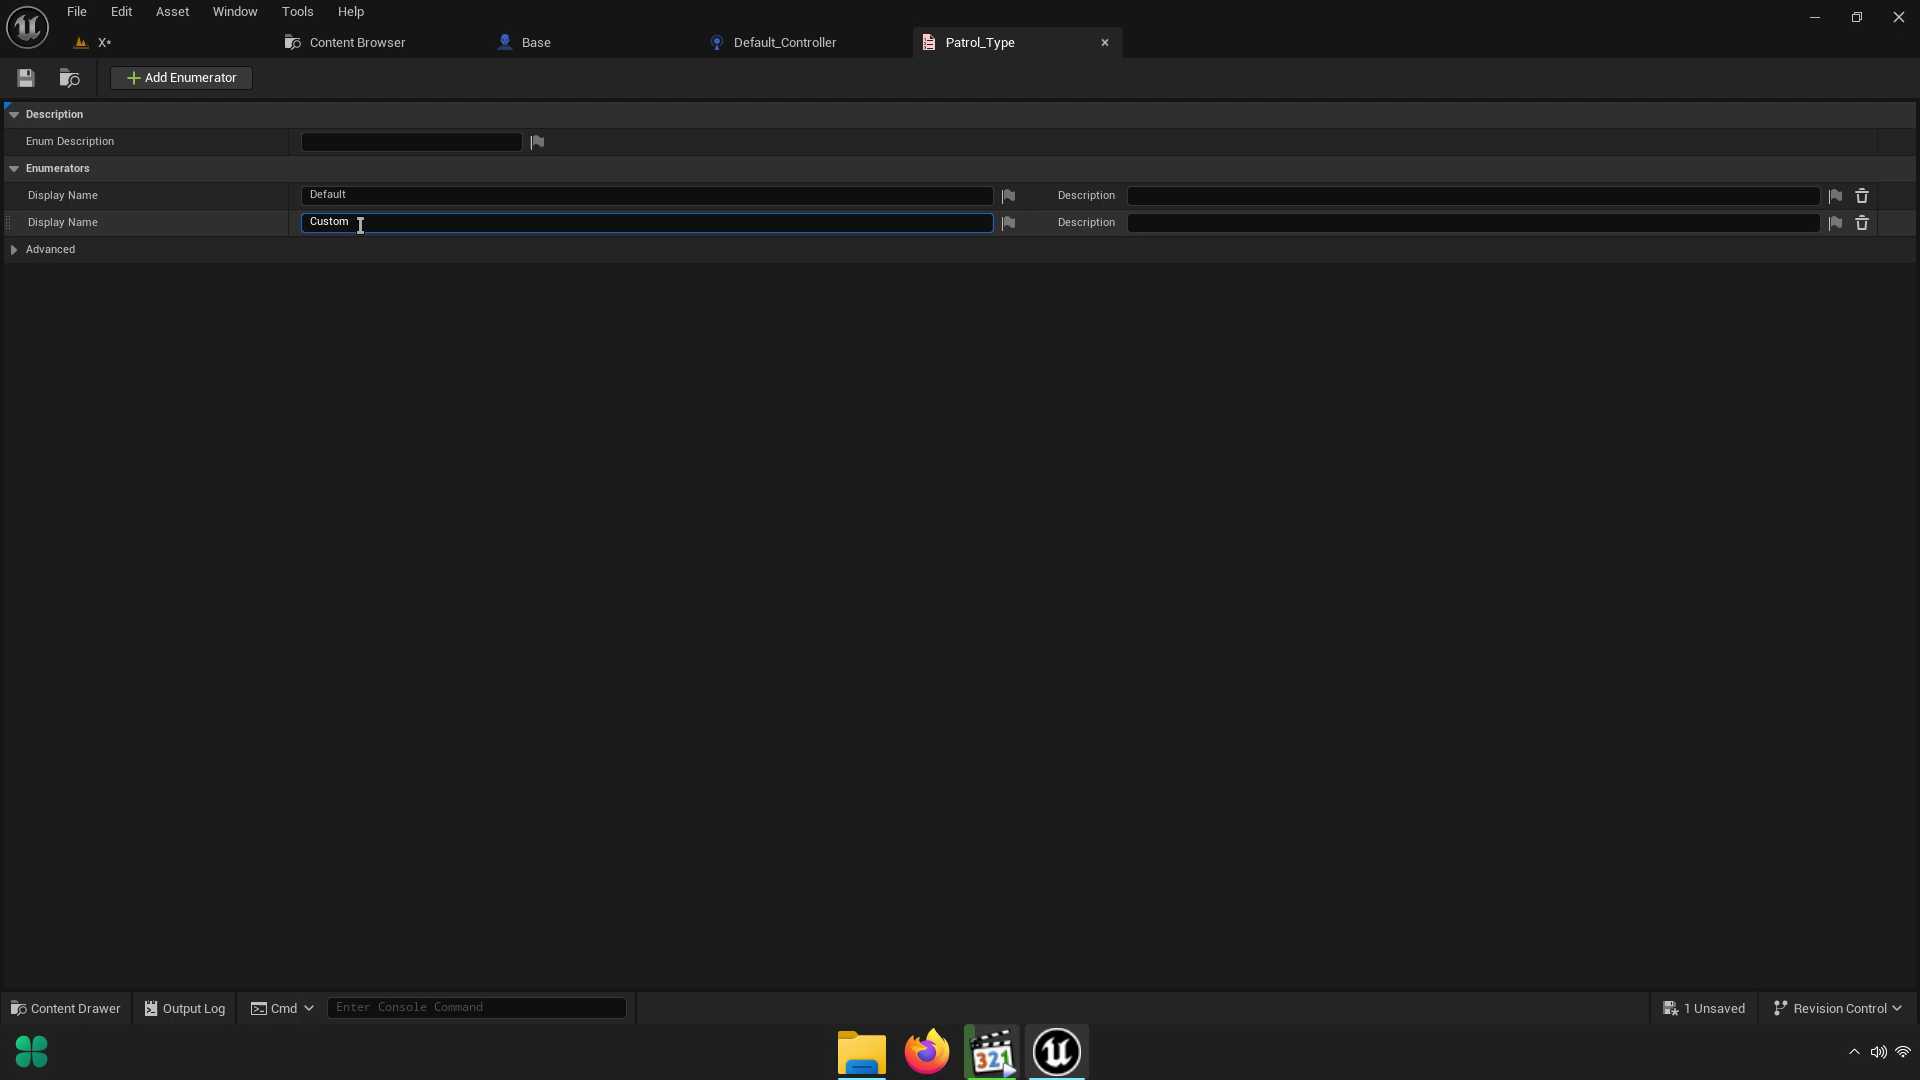 File Edit Asset Window Tools Help
X* Content Browser Base Default_Controller Patrol_Type
Add Enumerator
Description
Enum Description
Enumerators
Display Name Default Description
Display Name Custom Description
Advanced
Content Drawer Output Log Cmd Enter Console Command 1 Unsaved Revision Control
321